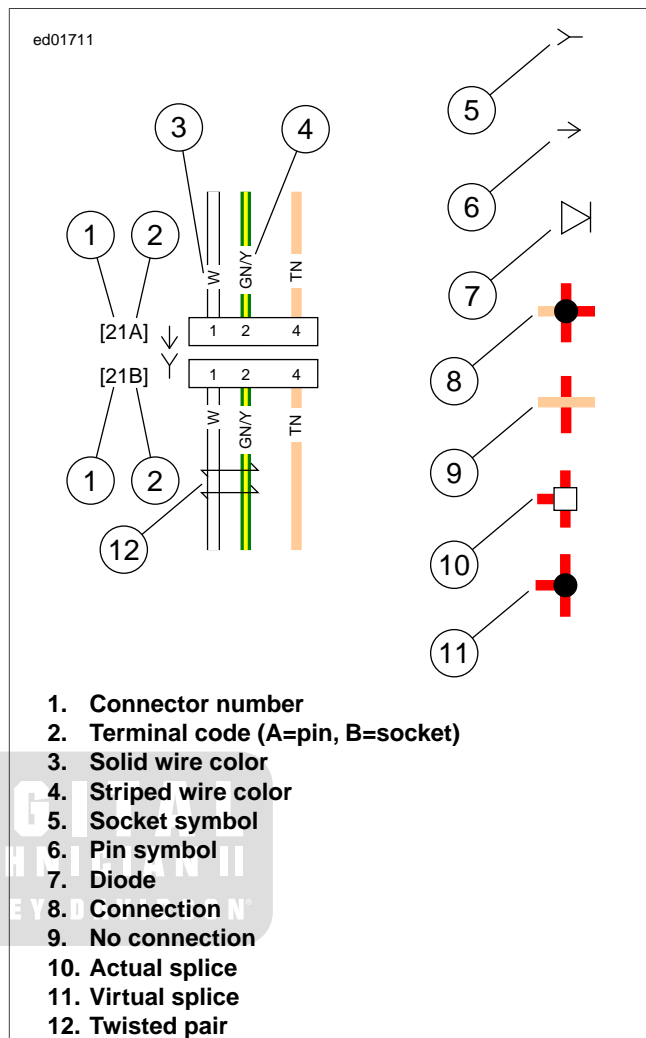 ed01711
3
4
5
6
1
2
W
GN/Y
TN
7
[21A]
1 2 4
8
[21B]
1 2 4
W
GN/Y
TN
9
1
2
12
10
11
1. Connector number
2. Terminal code (A=pin, B=socket)
3. Solid wire color
4. Striped wire color
5. Socket symbol
6. Pin symbol
7. Diode
8. Connection
9. No connection
10. Actual splice
11. Virtual splice
12. Twisted pair